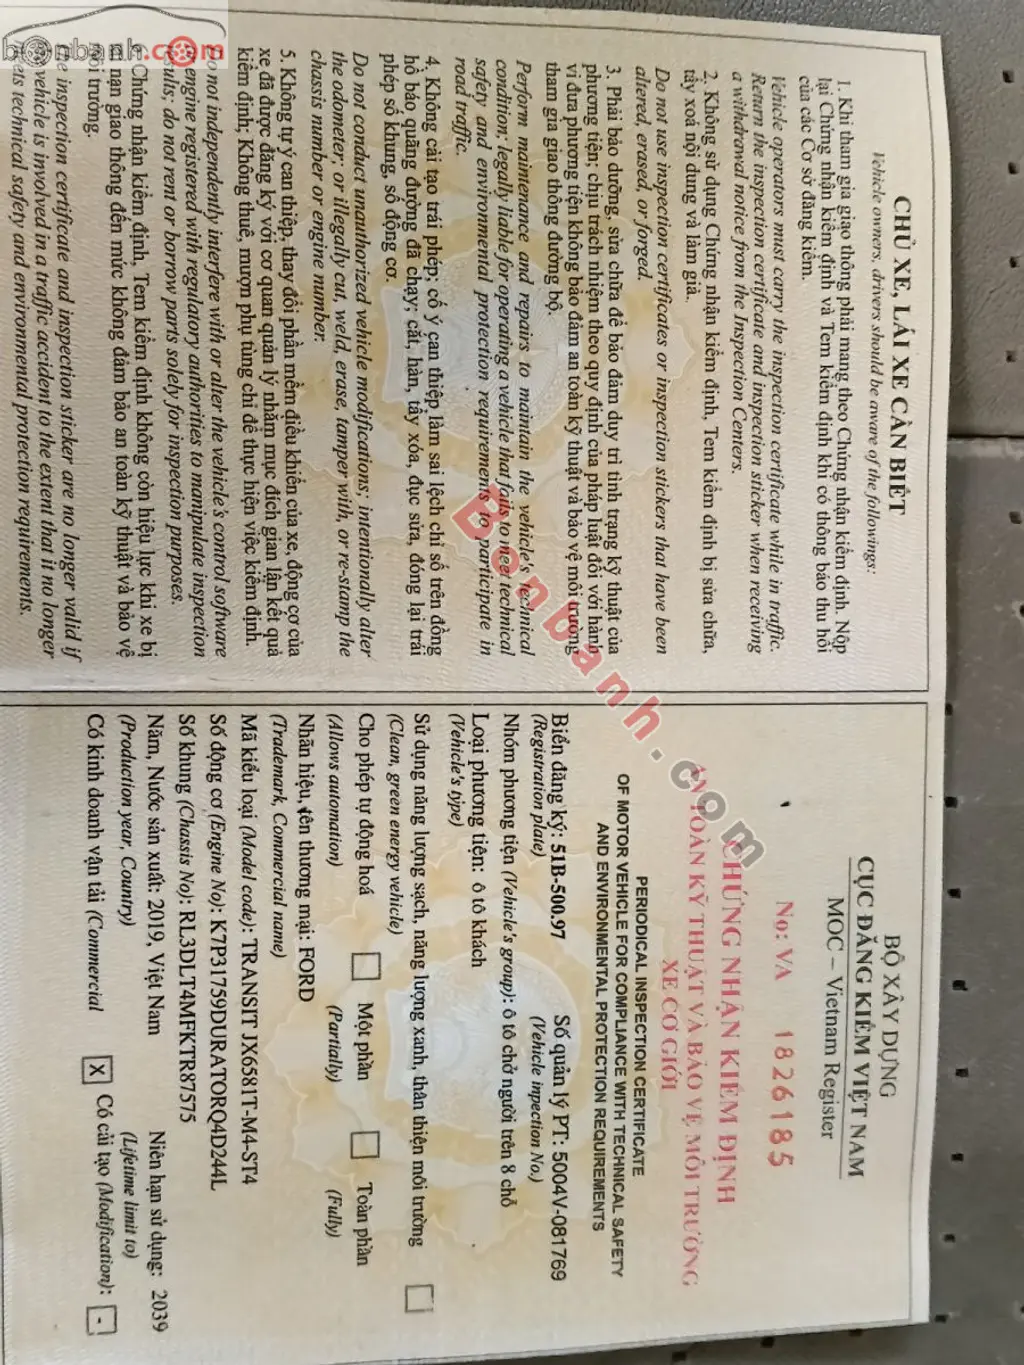 bonbanh.com
CHỦ XE, LÁI XE CẦN BIẾT
Vehicle owners, drivers should be aware of the followings:
1. Khi tham gia giao thông phải mang theo Chứng nhận kiểm định. Nộp
lại Chứng nhận kiểm định và Tem kiểm định khi có thông báo thu hồi
của các Cơ sở đăng kiểm.
Vehicle operators must carry the inspection certificate while in traffic.
Return the inspection certificate and inspection sticker when receiving
a withdrawal notice from the Inspection Centers.
2. Không sử dụng Chứng nhận kiểm định, Tem kiểm định bị sửa chữa,
tẩy xoá nội dung và làm giả.
Do not use inspection certificates or inspection stickers that have been
altered, erased, or forged.
3. Phải bảo dưỡng, sửa chữa để bảo đảm duy trì tình trạng kỹ thuật của
phương tiện; chịu trách nhiệm theo quy định của pháp luật đối với hành
vi đưa phương tiện không bảo đảm an toàn kỹ thuật và bảo vệ môi trường
tham gia giao thông đường bộ.
Perform maintenance and repairs to maintain the vehicle's technical
condition; legally liable for operating a vehicle that fails to meet technical
safety and environmental protection requirements to participate in
road traffic.
4. Không cải tạo trái phép; cố ý can thiệp làm sai lệch chỉ số trên đồng
hồ báo quãng đường đã chạy; cắt, hàn, tẩy xóa, đục sửa, đóng lại trái
phép số khung, số động cơ.
Do not conduct unauthorized vehicle modifications; intentionally alter
the odometer; or illegally cut, weld, erase, tamper with, or re-stamp the
chassis number or engine number.
5. Không tự ý can thiệp, thay đổi phần mềm điều khiển của xe, động cơ của
xe đã được đăng ký với cơ quan quản lý nhằm mục đích gian lận kết quả
kiểm định; Không thuê, mượn phụ tùng chỉ để thực hiện việc kiểm định.
Do not independently interfere with or alter the vehicle's control software
engine registered with regulatory authorities to manipulate inspection
results; do not rent or borrow parts solely for inspection purposes.
Chứng nhận kiểm định, Tem kiểm định không còn hiệu lực khi xe bị
nạn giao thông đến mức không đảm bảo an toàn kỹ thuật và bảo vệ
môi trường.
The inspection certificate and inspection sticker are no longer valid if
vehicle is involved in a traffic accident to the extent that it no longer
meets technical safety and environmental protection requirements.
BỘ XÂY DỰNG
CỤC ĐĂNG KIỂM VIỆT NAM
MOC – Vietnam Register
No: VA 1826185
CHỨNG NHẬN KIỂM ĐỊNH
AN TOÀN KỸ THUẬT VÀ BẢO VỆ MÔI TRƯỜNG
XE CƠ GIỚI
PERIODICAL INSPECTION CERTIFICATE
OF MOTOR VEHICLE FOR COMPLIANCE WITH TECHNICAL SAFETY
AND ENVIRONMENTAL PROTECTION REQUIREMENTS
Biển đăng ký: 51B-500.97 Số quản lý PT: 5004V-081769
(Registration plate) (Vehicle inpection No.)
Nhóm phương tiện (Vehicle's group): ô tô chở người trên 8 chỗ
Loại phương tiện: ô tô khách
(Vehicle's type)
Sử dụng năng lượng sạch, năng lượng xanh, thân thiện môi trường
(Clean, green energy vehicle)
Cho phép tự động hoá Một phần Toàn phần
(Allows automation) (Partially) (Fully)
Nhãn hiệu, tên thương mại: FORD
(Trademark, Commercial name)
Mã kiểu loại (Model code): TRANSIT JX6581T-M4-ST4
Số động cơ (Engine No): K7P31759DURATORQ4D244L
Số khung (Chassis No): RL3DLT4MFKTR87575
Năm, Nước sản xuất: 2019, Việt Nam Niên hạn sử dụng: 2039
(Production year, Country) (Lifetime limit to)
Có kinh doanh vận tải (Commercial X Có cải tạo (Modification): -
Bonbanh.com